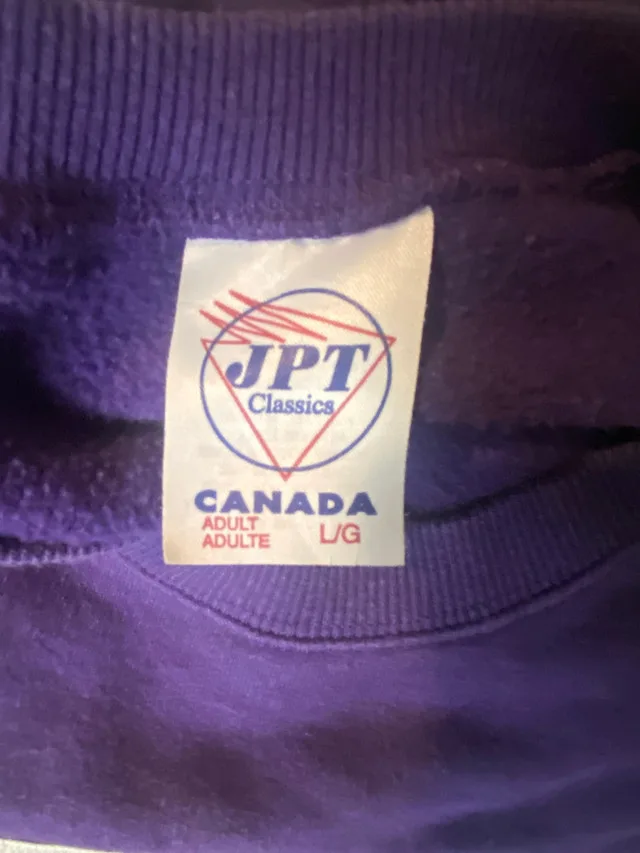 JPT
Classics
CANADA
ADULT
ADULTE
L/G